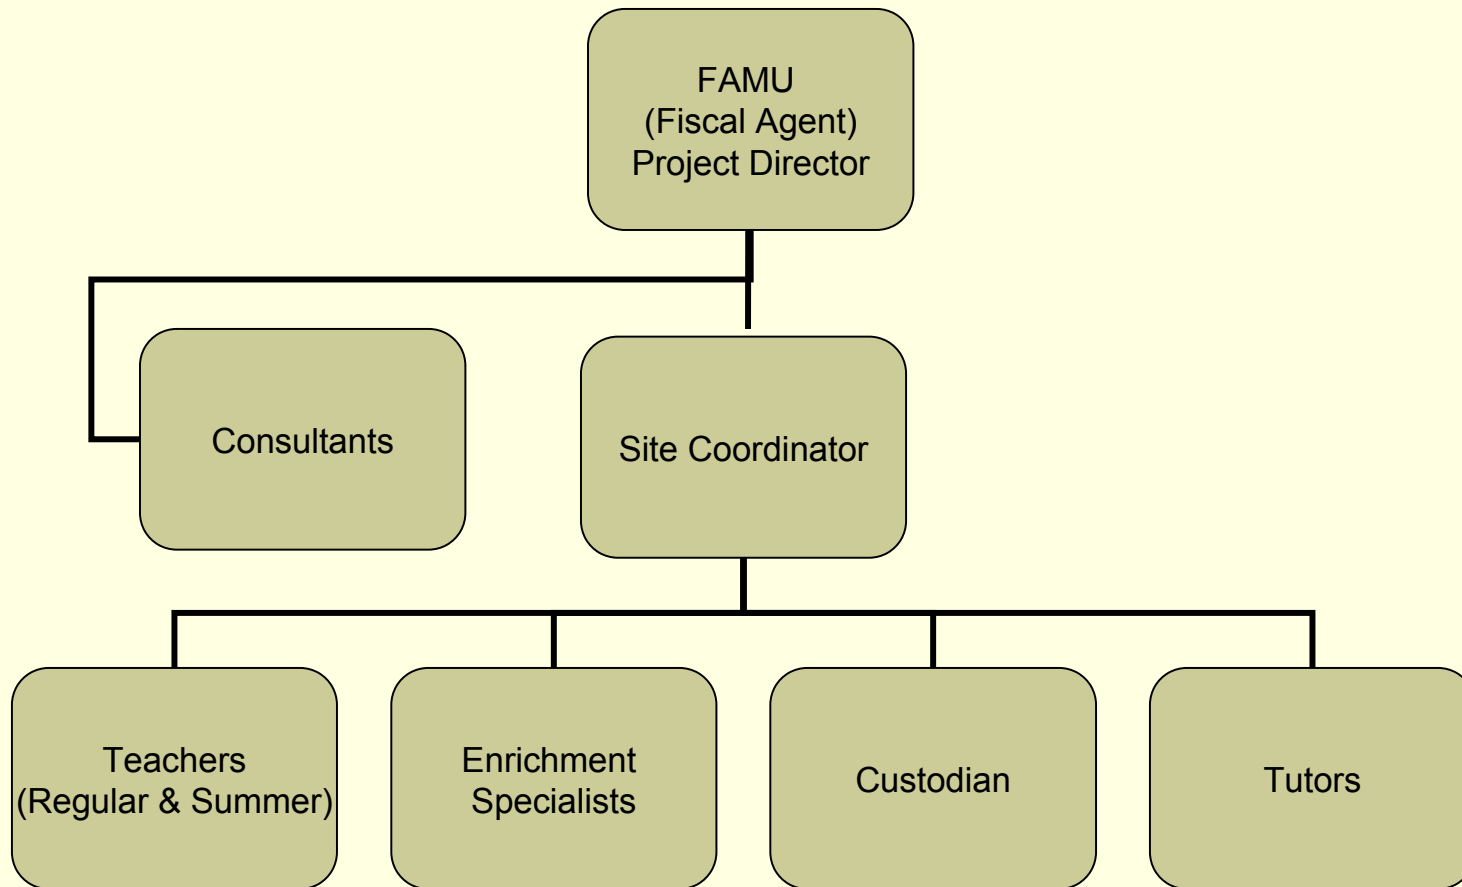 FAMU
(Fiscal Agent)
Project Director
Consultants
Site Coordinator
Teachers
(Regular & Summer)
Enrichment
Specialists
Custodian
Tutors